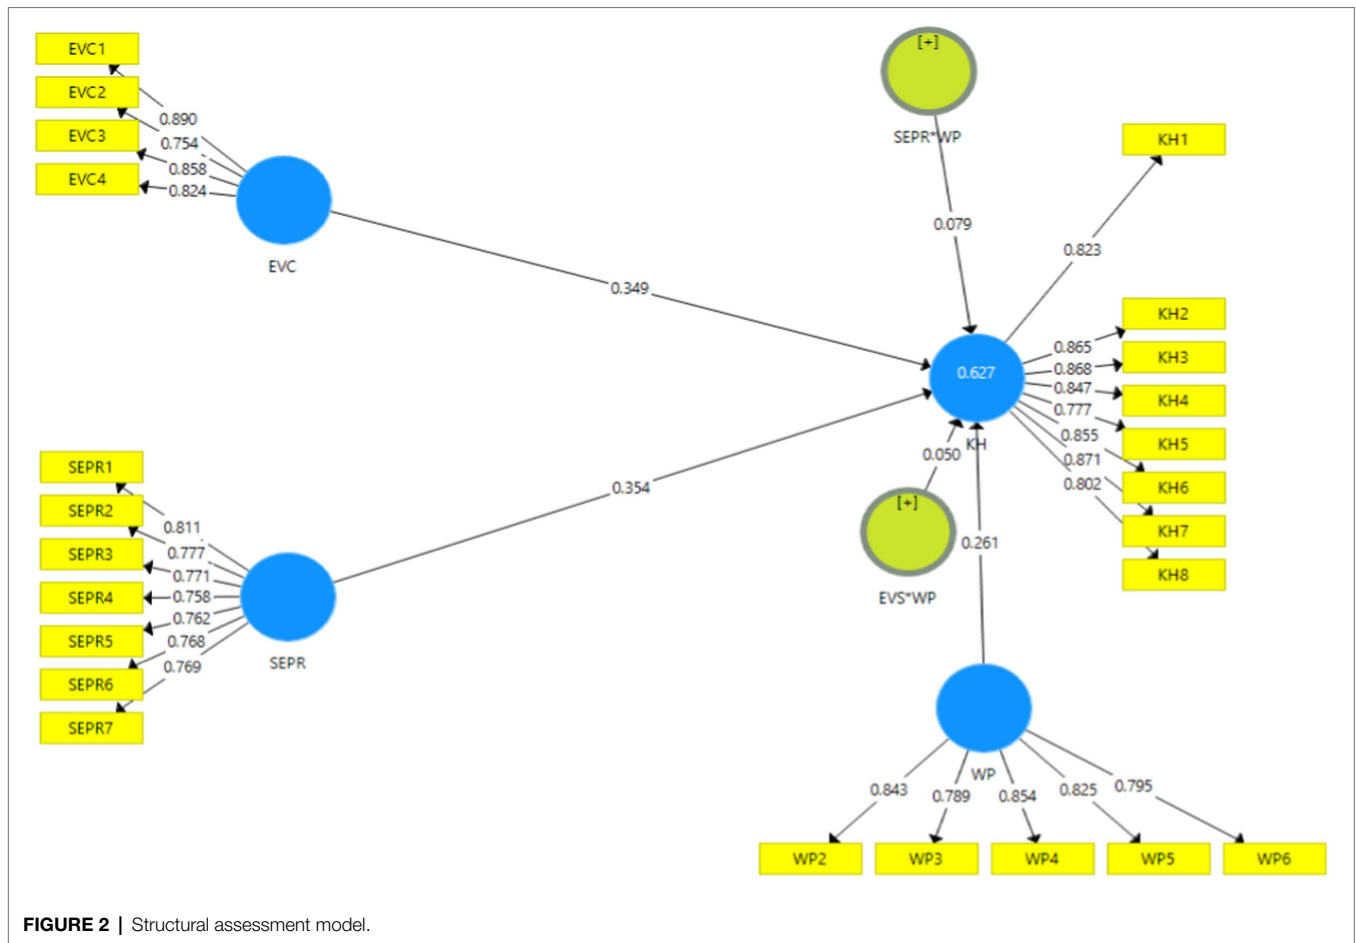 EVC1
EVC2
EVC3
EVC4
0.890
0.754
0.858
0.824
EVC
0.349
[+]
SEPR*WP
0.079
KH1
0.823
KH2
KH3
KH4
KH5
KH6
KH7
KH8
0.865
0.868
0.847
0.777
0.855
0.871
0.802
0.627
KH
SEPR1
SEPR2
SEPR3
SEPR4
SEPR5
SEPR6
SEPR7
0.811
0.777
0.771
0.758
0.762
0.768
0.769
SEPR
0.354
0.050
[+]
EVS*WP
0.261
WP
0.843
0.789
0.854
0.825
0.795
WP2
WP3
WP4
WP5
WP6
FIGURE 2 | Structural assessment model.